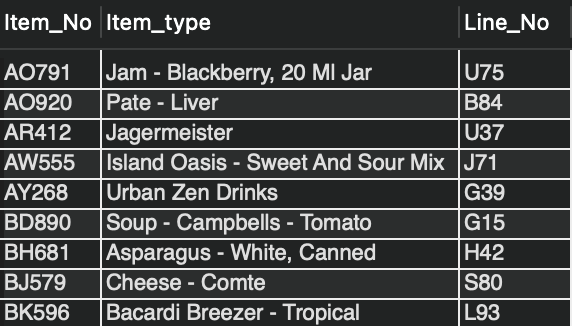 Item_No Item_type Line_No
AO791 Jam - Blackberry, 20 Ml Jar U75
AO920 Pate - Liver B84
AR412 Jagermeister U37
AW555 Island Oasis - Sweet And Sour Mix J71
AY268 Urban Zen Drinks G39
BD890 Soup - Campbells - Tomato G15
BH681 Asparagus - White, Canned H42
BJ579 Cheese - Comte S80
BK596 Bacardi Breezer - Tropical L93